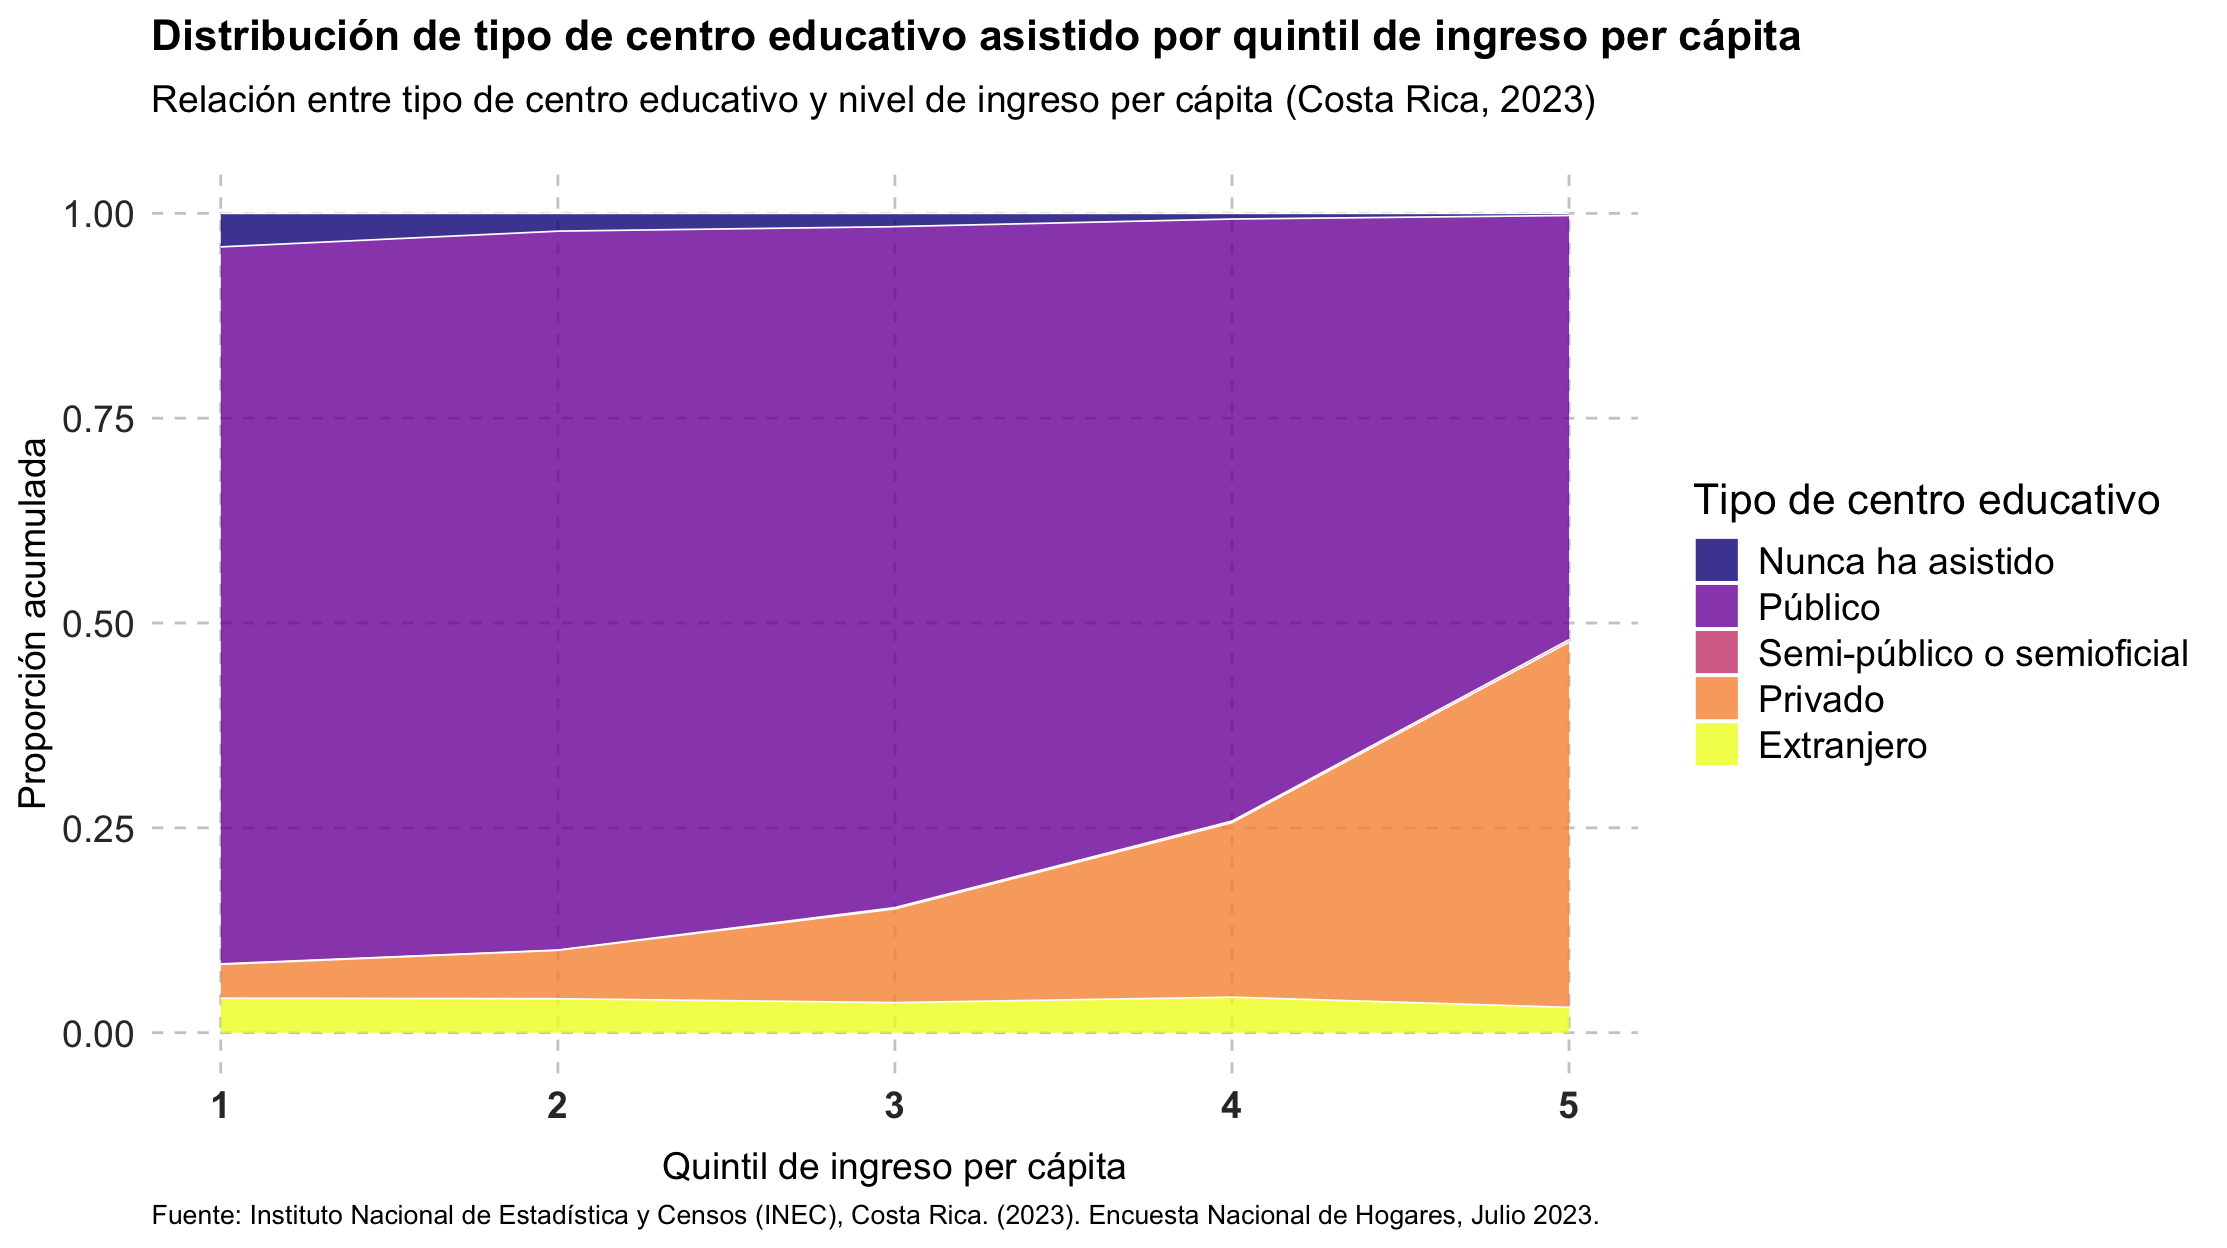 Distribución de tipo de centro educativo asistido por quintil de ingreso per cápita
Relación entre tipo de centro educativo y nivel de ingreso per cápita (Costa Rica, 2023)
Proporción acumulada
1.00
0.75
0.50
0.25
0.00
1 2 3 4 5
Quintil de ingreso per cápita
Tipo de centro educativo
Nunca ha asistido
Público
Semi-público o semioficial
Privado
Extranjero
Fuente: Instituto Nacional de Estadística y Censos (INEC), Costa Rica. (2023). Encuesta Nacional de Hogares, Julio 2023.